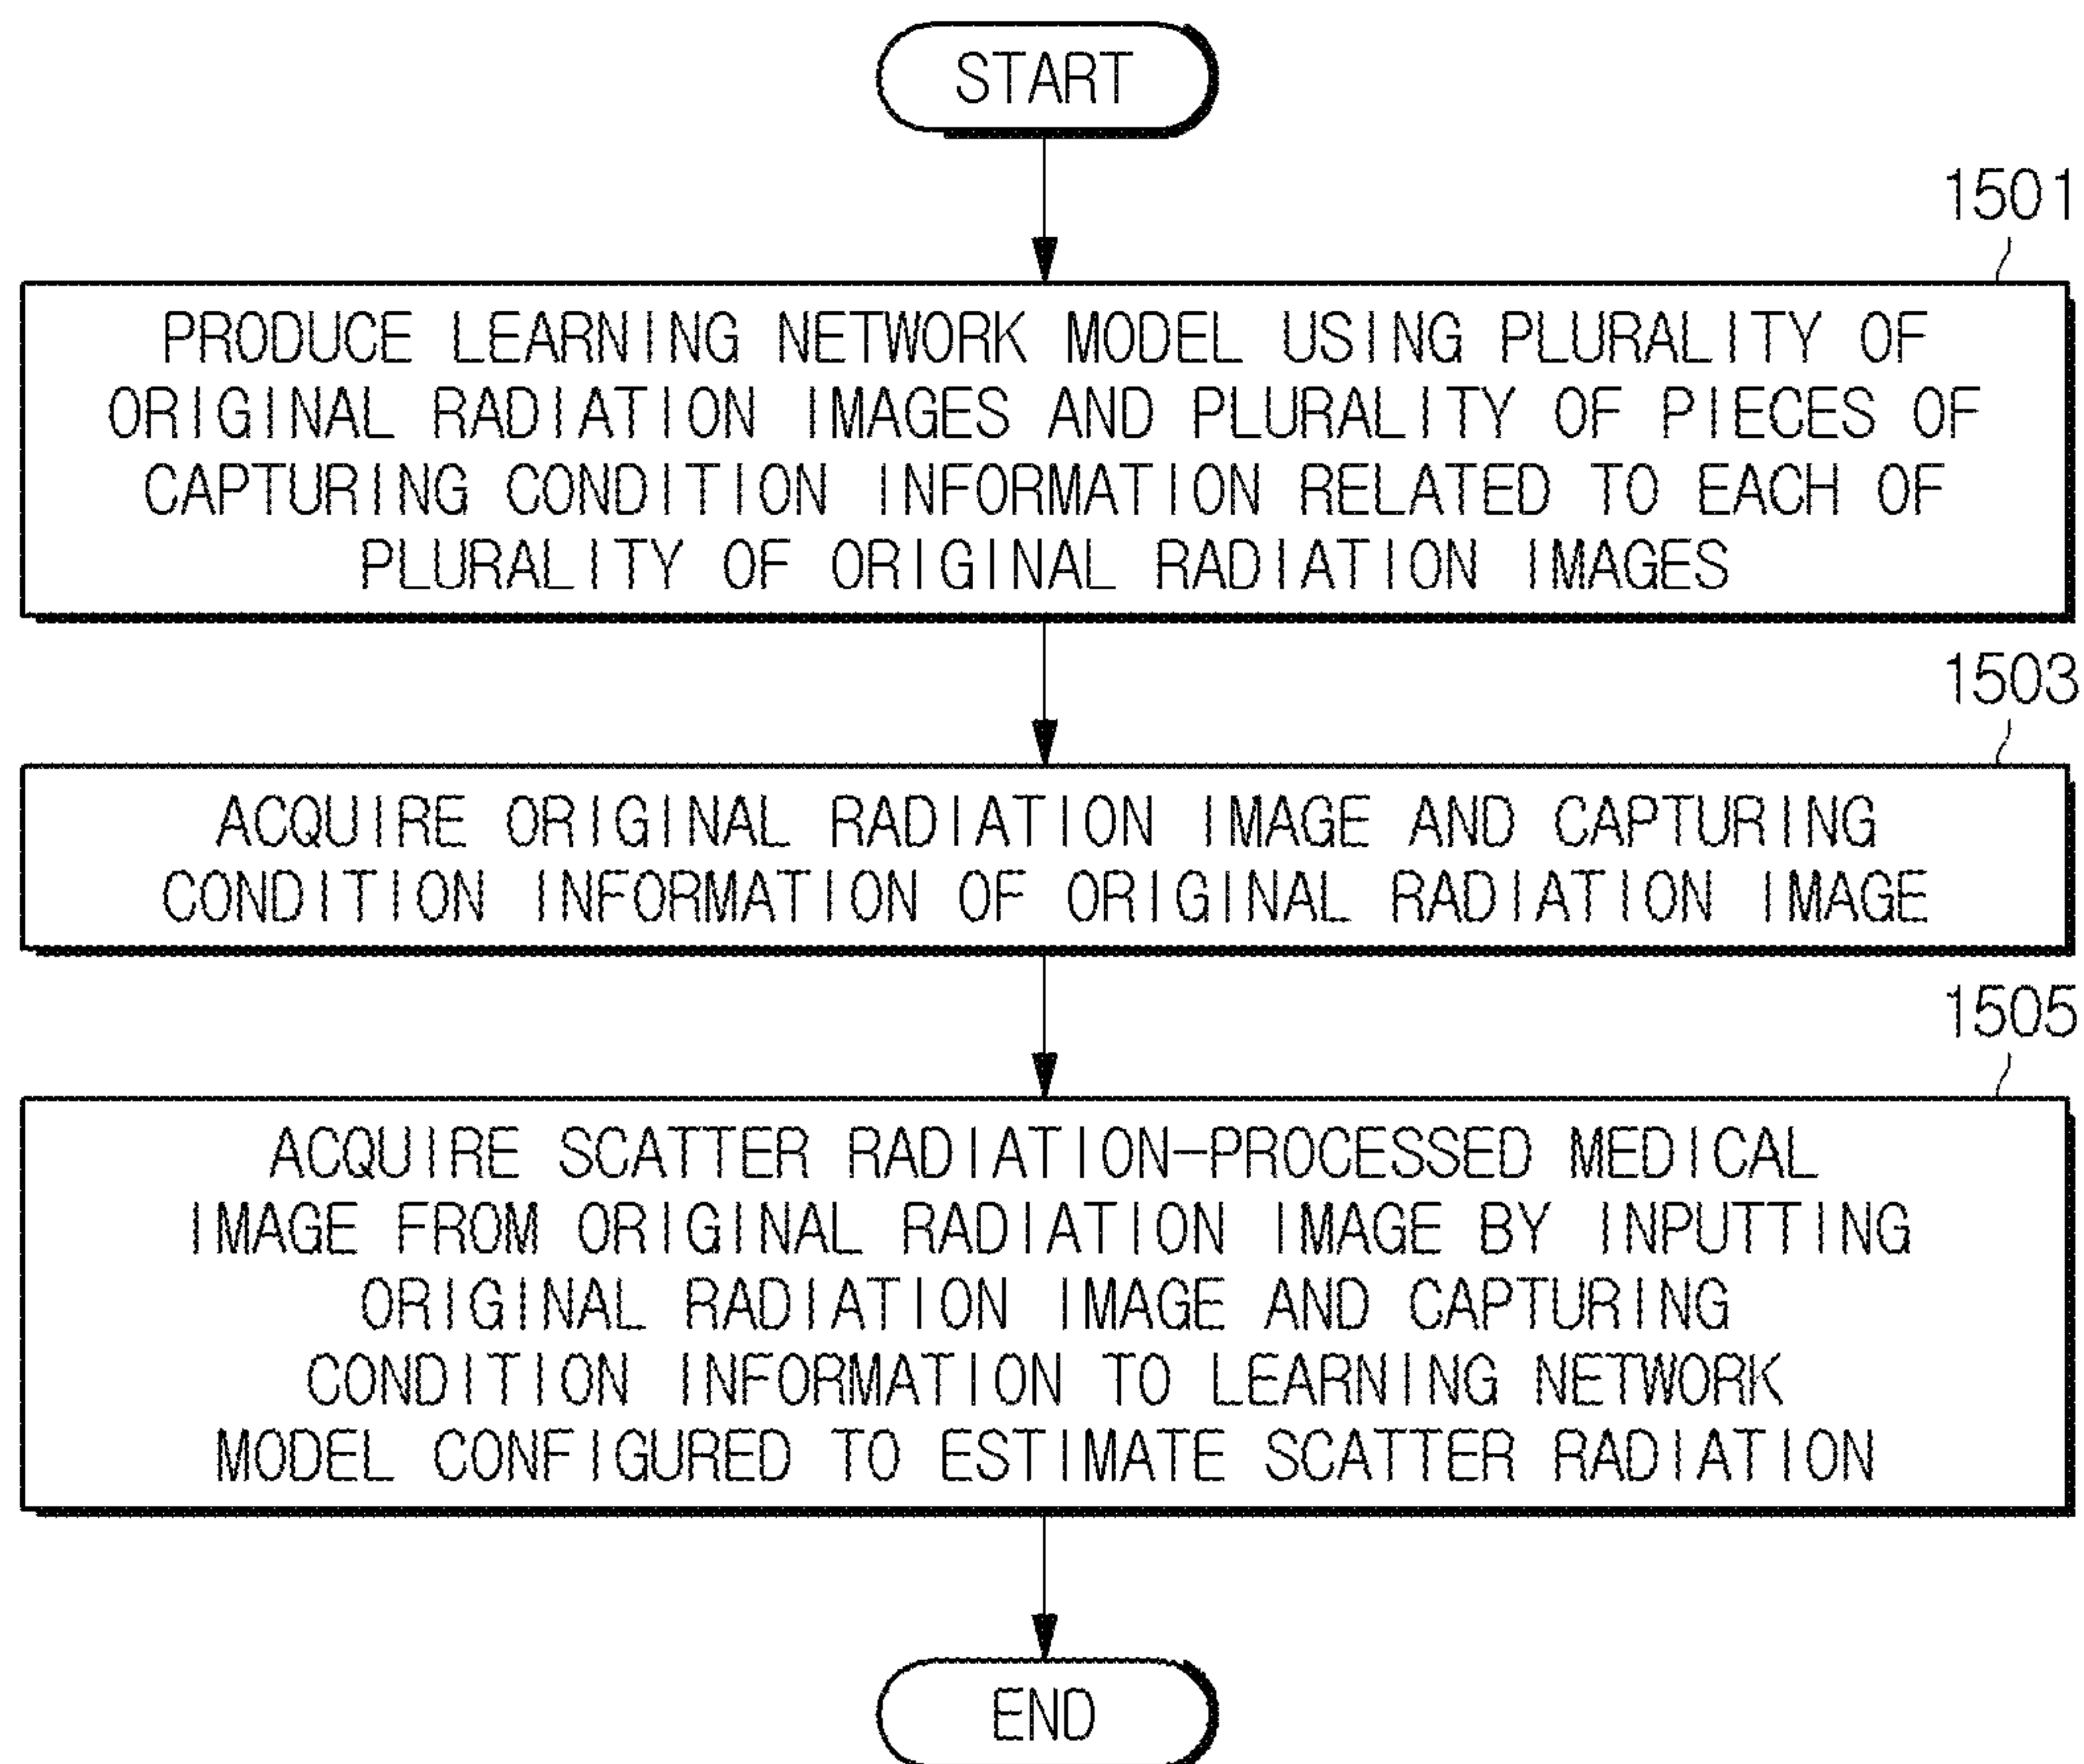 START
1501
PRODUCE LEARNING NETWORK MODEL USING PLURALITY OF
ORIGINAL RADIATION IMAGES AND PLURALITY OF PIECES OF
CAPTURING CONDITION INFORMATION RELATED TO EACH OF
PLURALITY OF ORIGINAL RADIATION IMAGES
1503
ACQUIRE ORIGINAL RADIATION IMAGE AND CAPTURING
CONDITION INFORMATION OF ORIGINAL RADIATION IMAGE
1505
ACQUIRE SCATTER RADIATION-PROCESSED MEDICAL
IMAGE FROM ORIGINAL RADIATION IMAGE BY INPUTTING
ORIGINAL RADIATION IMAGE AND CAPTURING
CONDITION INFORMATION TO LEARNING NETWORK
MODEL CONFIGURED TO ESTIMATE SCATTER RADIATION
END